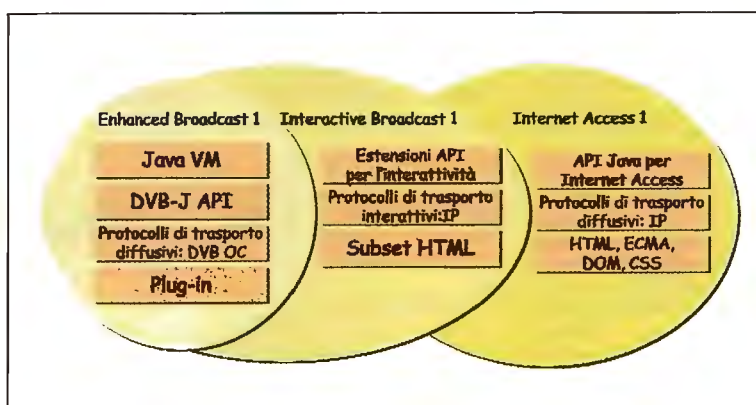 Enhanced Broadcast 1
Java VM
DVB-J API
Protocolli di trasporto
diffusivi: DVB OC
Plug-in
Interactive Broadcast 1
Estensioni API
per l'interattività
Protocolli di trasporto
interattivi:IP
Subset HTML
Internet Access 1
API Java per
Internet Access
Protocolli di trasporto
diffusivi: IP
HTML, ECMA,
DOM, CSS